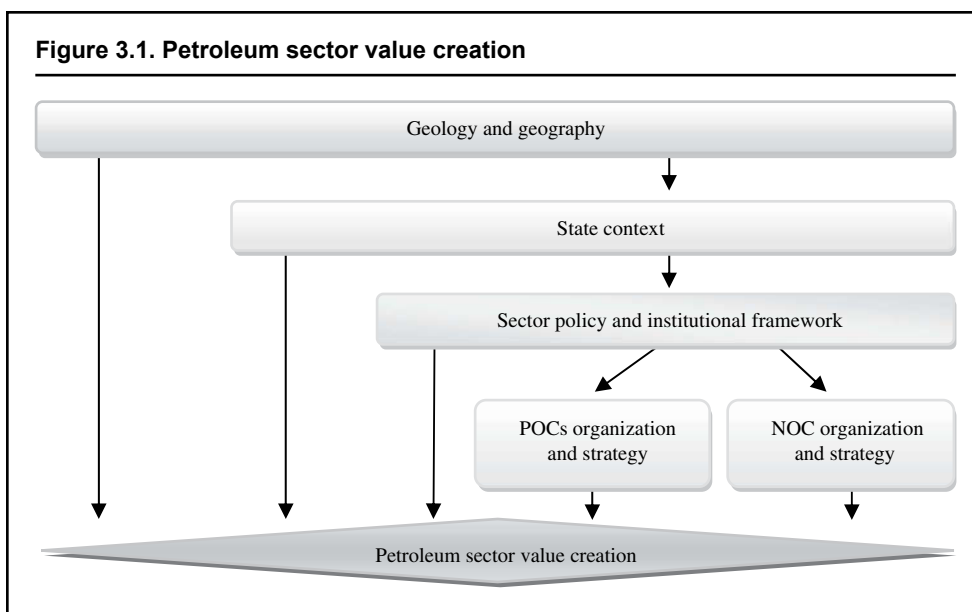 Figure 3.1. Petroleum sector value creation
Geology and geography
State context
Sector policy and institutional framework
POCs organization
and strategy
NOC organization
and strategy
Petroleum sector value creation